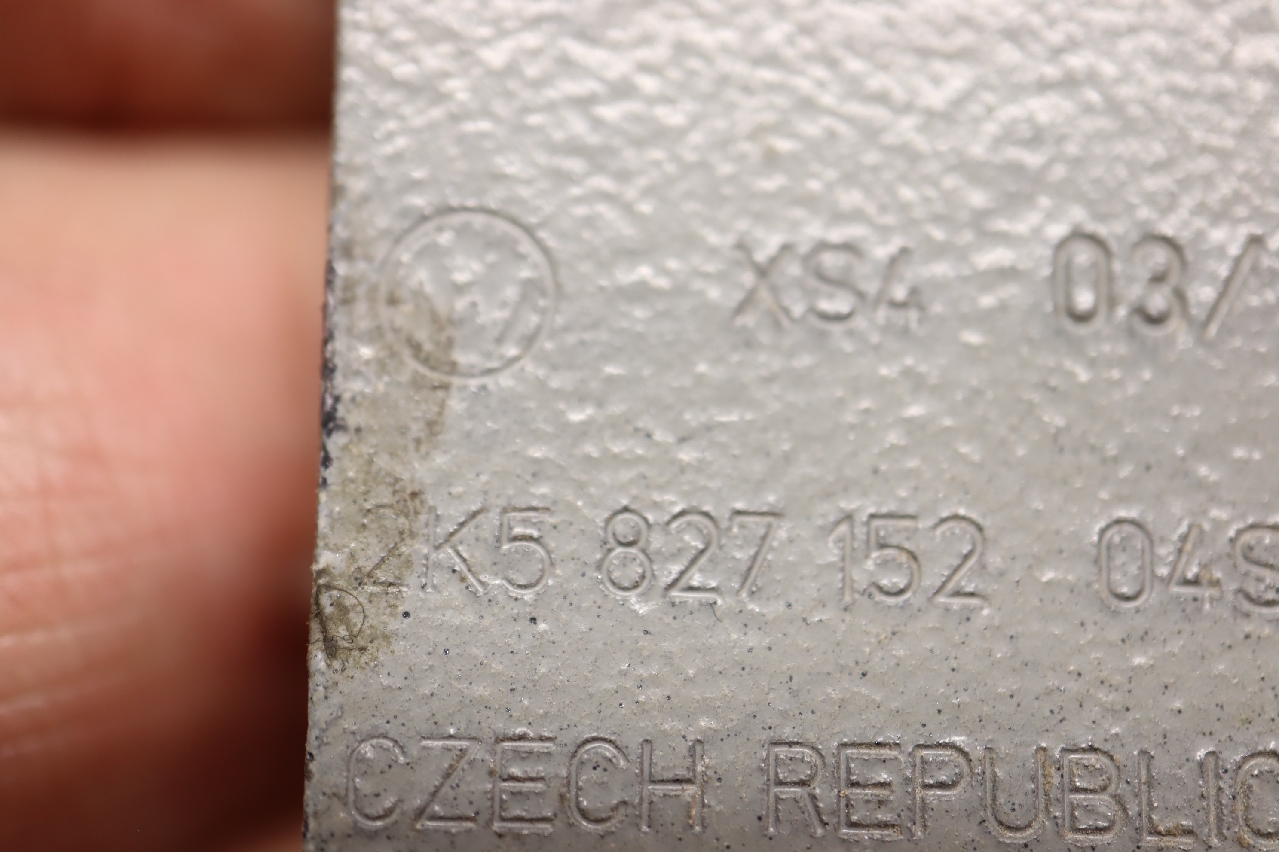 XS4 03/
2K5 827 152 04S
CZECH REPUBLIC